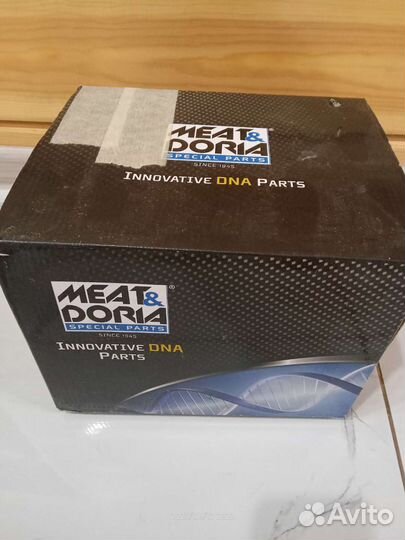 MEAT&
DORIA
SPECIAL PARTS
SINCE 1945
INNOVATIVE DNA PARTS
MEAT& ®
DORIA
SPECIAL PARTS
SINCE 1945
INNOVATIVE DNA
PARTS
Avito